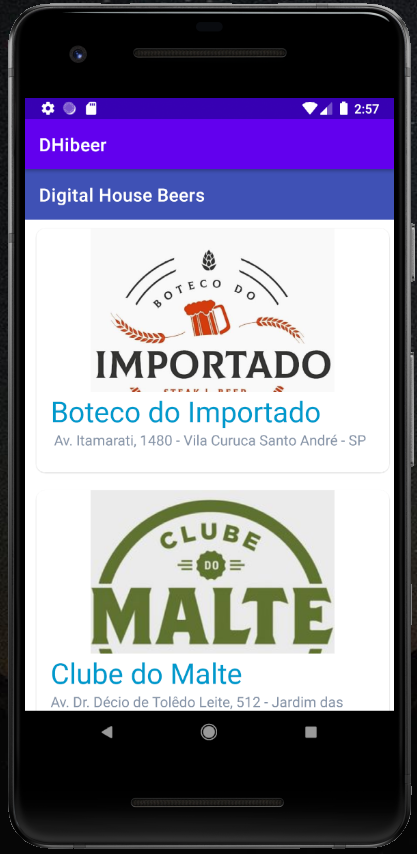 2:57
DHibeer
Digital House Beers
BOTECO DO
IMPORTADO
STEAK | BEER
Boteco do Importado
Av. Itamarati, 1480 - Vila Curuca Santo André - SP
CLUBE
DO
MALTE
Clube do Malte
Av. Dr. Décio de Tolêdo Leite, 512 - Jardim das